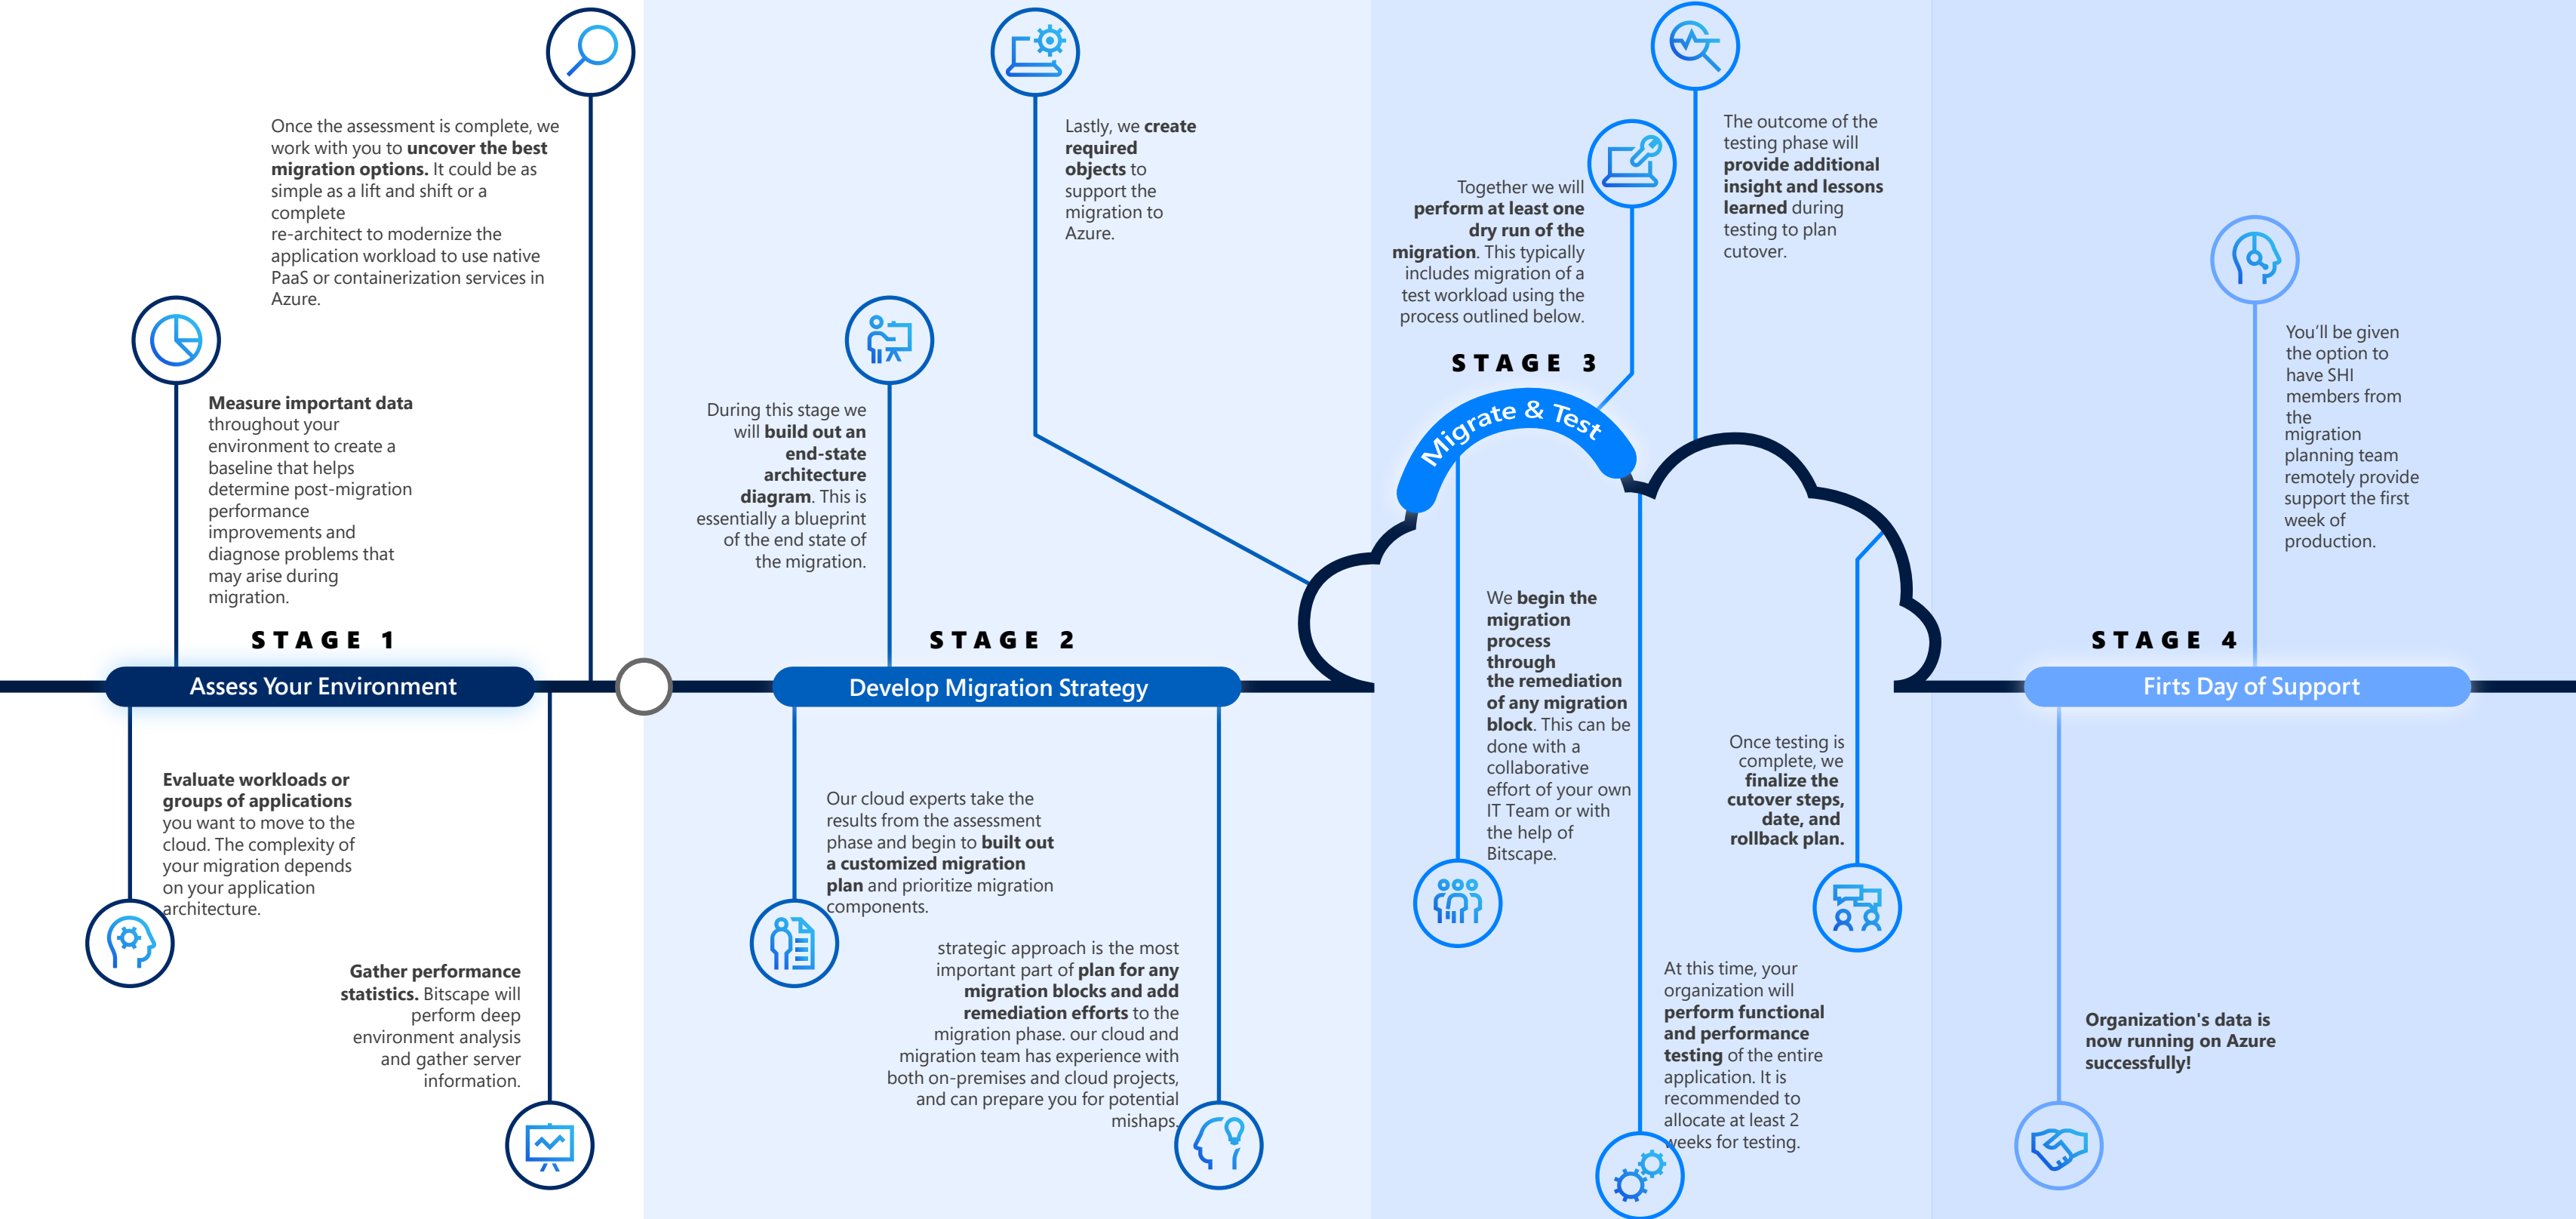 Once the assessment is complete, we
work with you to uncover the best
migration options. It could be as
simple as a lift and shift or a
complete
re-architect to modernize the
application workload to use native
PaaS or containerization services in
Azure.
Measure important data
throughout your
environment to create a
baseline that helps
determine post-migration
performance
improvements and
diagnose problems that
may arise during
migration.
STAGE 1
Assess Your Environment
Evaluate workloads or
groups of applications
you want to move to the
cloud. The complexity of
your migration depends
on your application
architecture.
Gather performance
statistics. Bitscape will
perform deep
environment analysis
and gather server
information.
Lastly, we create
required
objects to
support the
migration to
Azure.
During this stage we
will build out an
end-state
architecture
diagram. This is
essentially a blueprint
of the end state of
the migration.
STAGE 2
Develop Migration Strategy
Our cloud experts take the
results from the assessment
phase and begin to built out
a customized migration
plan and prioritize migration
components.
strategic approach is the most
important part of plan for any
migration blocks and add
remediation efforts to the
migration phase. our cloud and
migration team has experience with
both on-premises and cloud projects,
and can prepare you for potential
mishaps.
Together we will
perform at least one
dry run of the
migration. This typically
includes migration of a
test workload using the
process outlined below.
The outcome of the
testing phase will
provide additional
insight and lessons
learned during
testing to plan
cutover.
STAGE 3
Migrate & Test
We begin the
migration
process
through
the remediation
of any migration
block. This can be
done with a
collaborative
effort of your own
IT Team or with
the help of
Bitscape.
Once testing is
complete, we
finalize the
cutover steps,
date, and
rollback plan.
At this time, your
organization will
perform functional
and performance
testing of the entire
application. It is
recommended to
allocate at least 2
weeks for testing.
You’ll be given
the option to
have SHI
members from
the
migration
planning team
remotely provide
support the first
week of
production.
STAGE 4
Firts Day of Support
Organization's data is
now running on Azure
successfully!